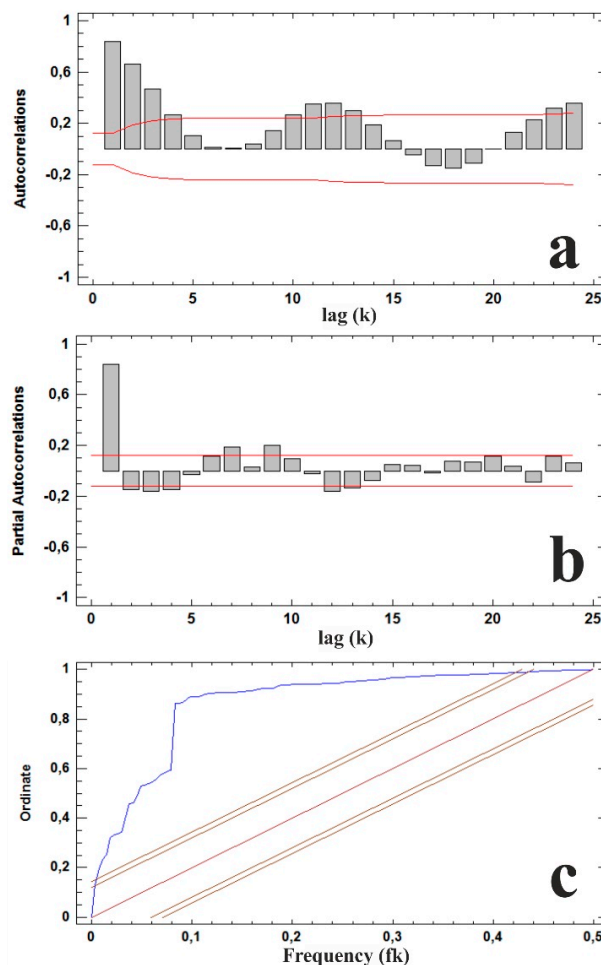 1
0,6
0,2
-0,2
-0,6
-1
Autocorrelations
a
0 5 10 15 20 25
lag (k)
1
0,6
0,2
-0,2
-0,6
-1
Partial Autocorrelations
b
0 5 10 15 20 25
lag (k)
1
0,8
0,6
0,4
0,2
0
Ordinate
c
0 0,1 0,2 0,3 0,4 0,5
Frequency (fk)